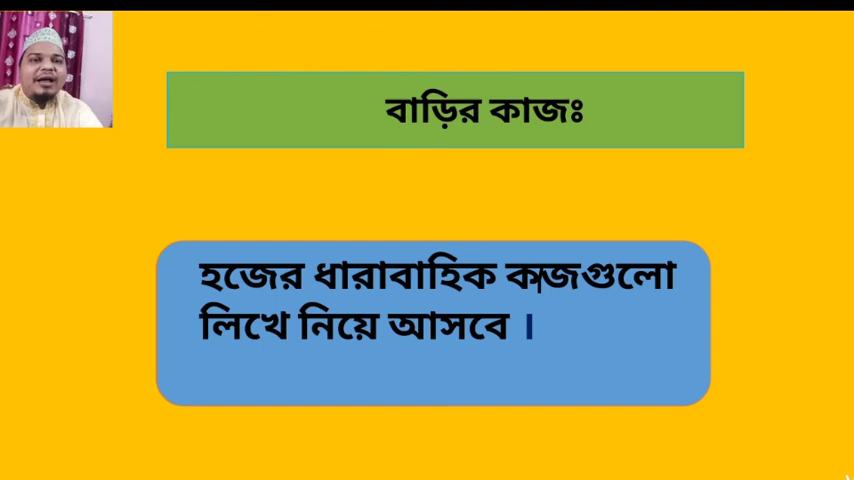 বাড়ির কাজঃ
হজের ধারাবাহিক কাজগুলো
লিখে নিয়ে আসবে ।